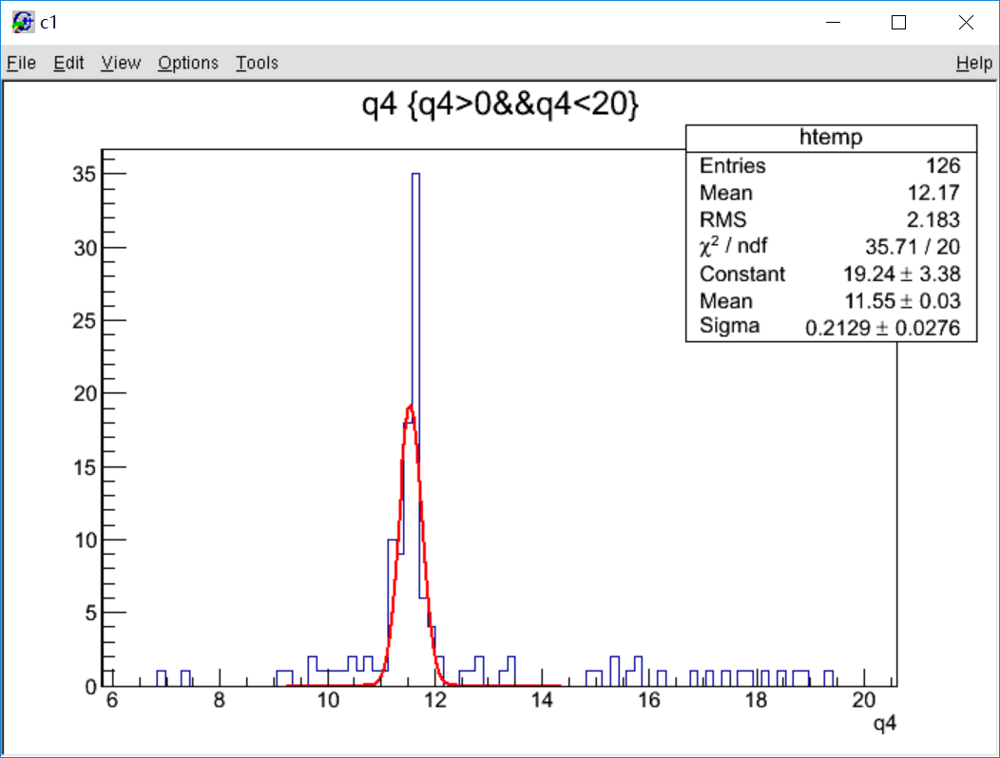 c1
File Edit View Options Tools Help
q4 {q4>0&&q4<20}
htemp
Entries 126
Mean 12.17
RMS 2.183
χ² / ndf 35.71 / 20
Constant 19.24 ± 3.38
Mean 11.55 ± 0.03
Sigma 0.2129 ± 0.0276
35
30
25
20
15
10
5
0
6 8 10 12 14 16 18 20
q4